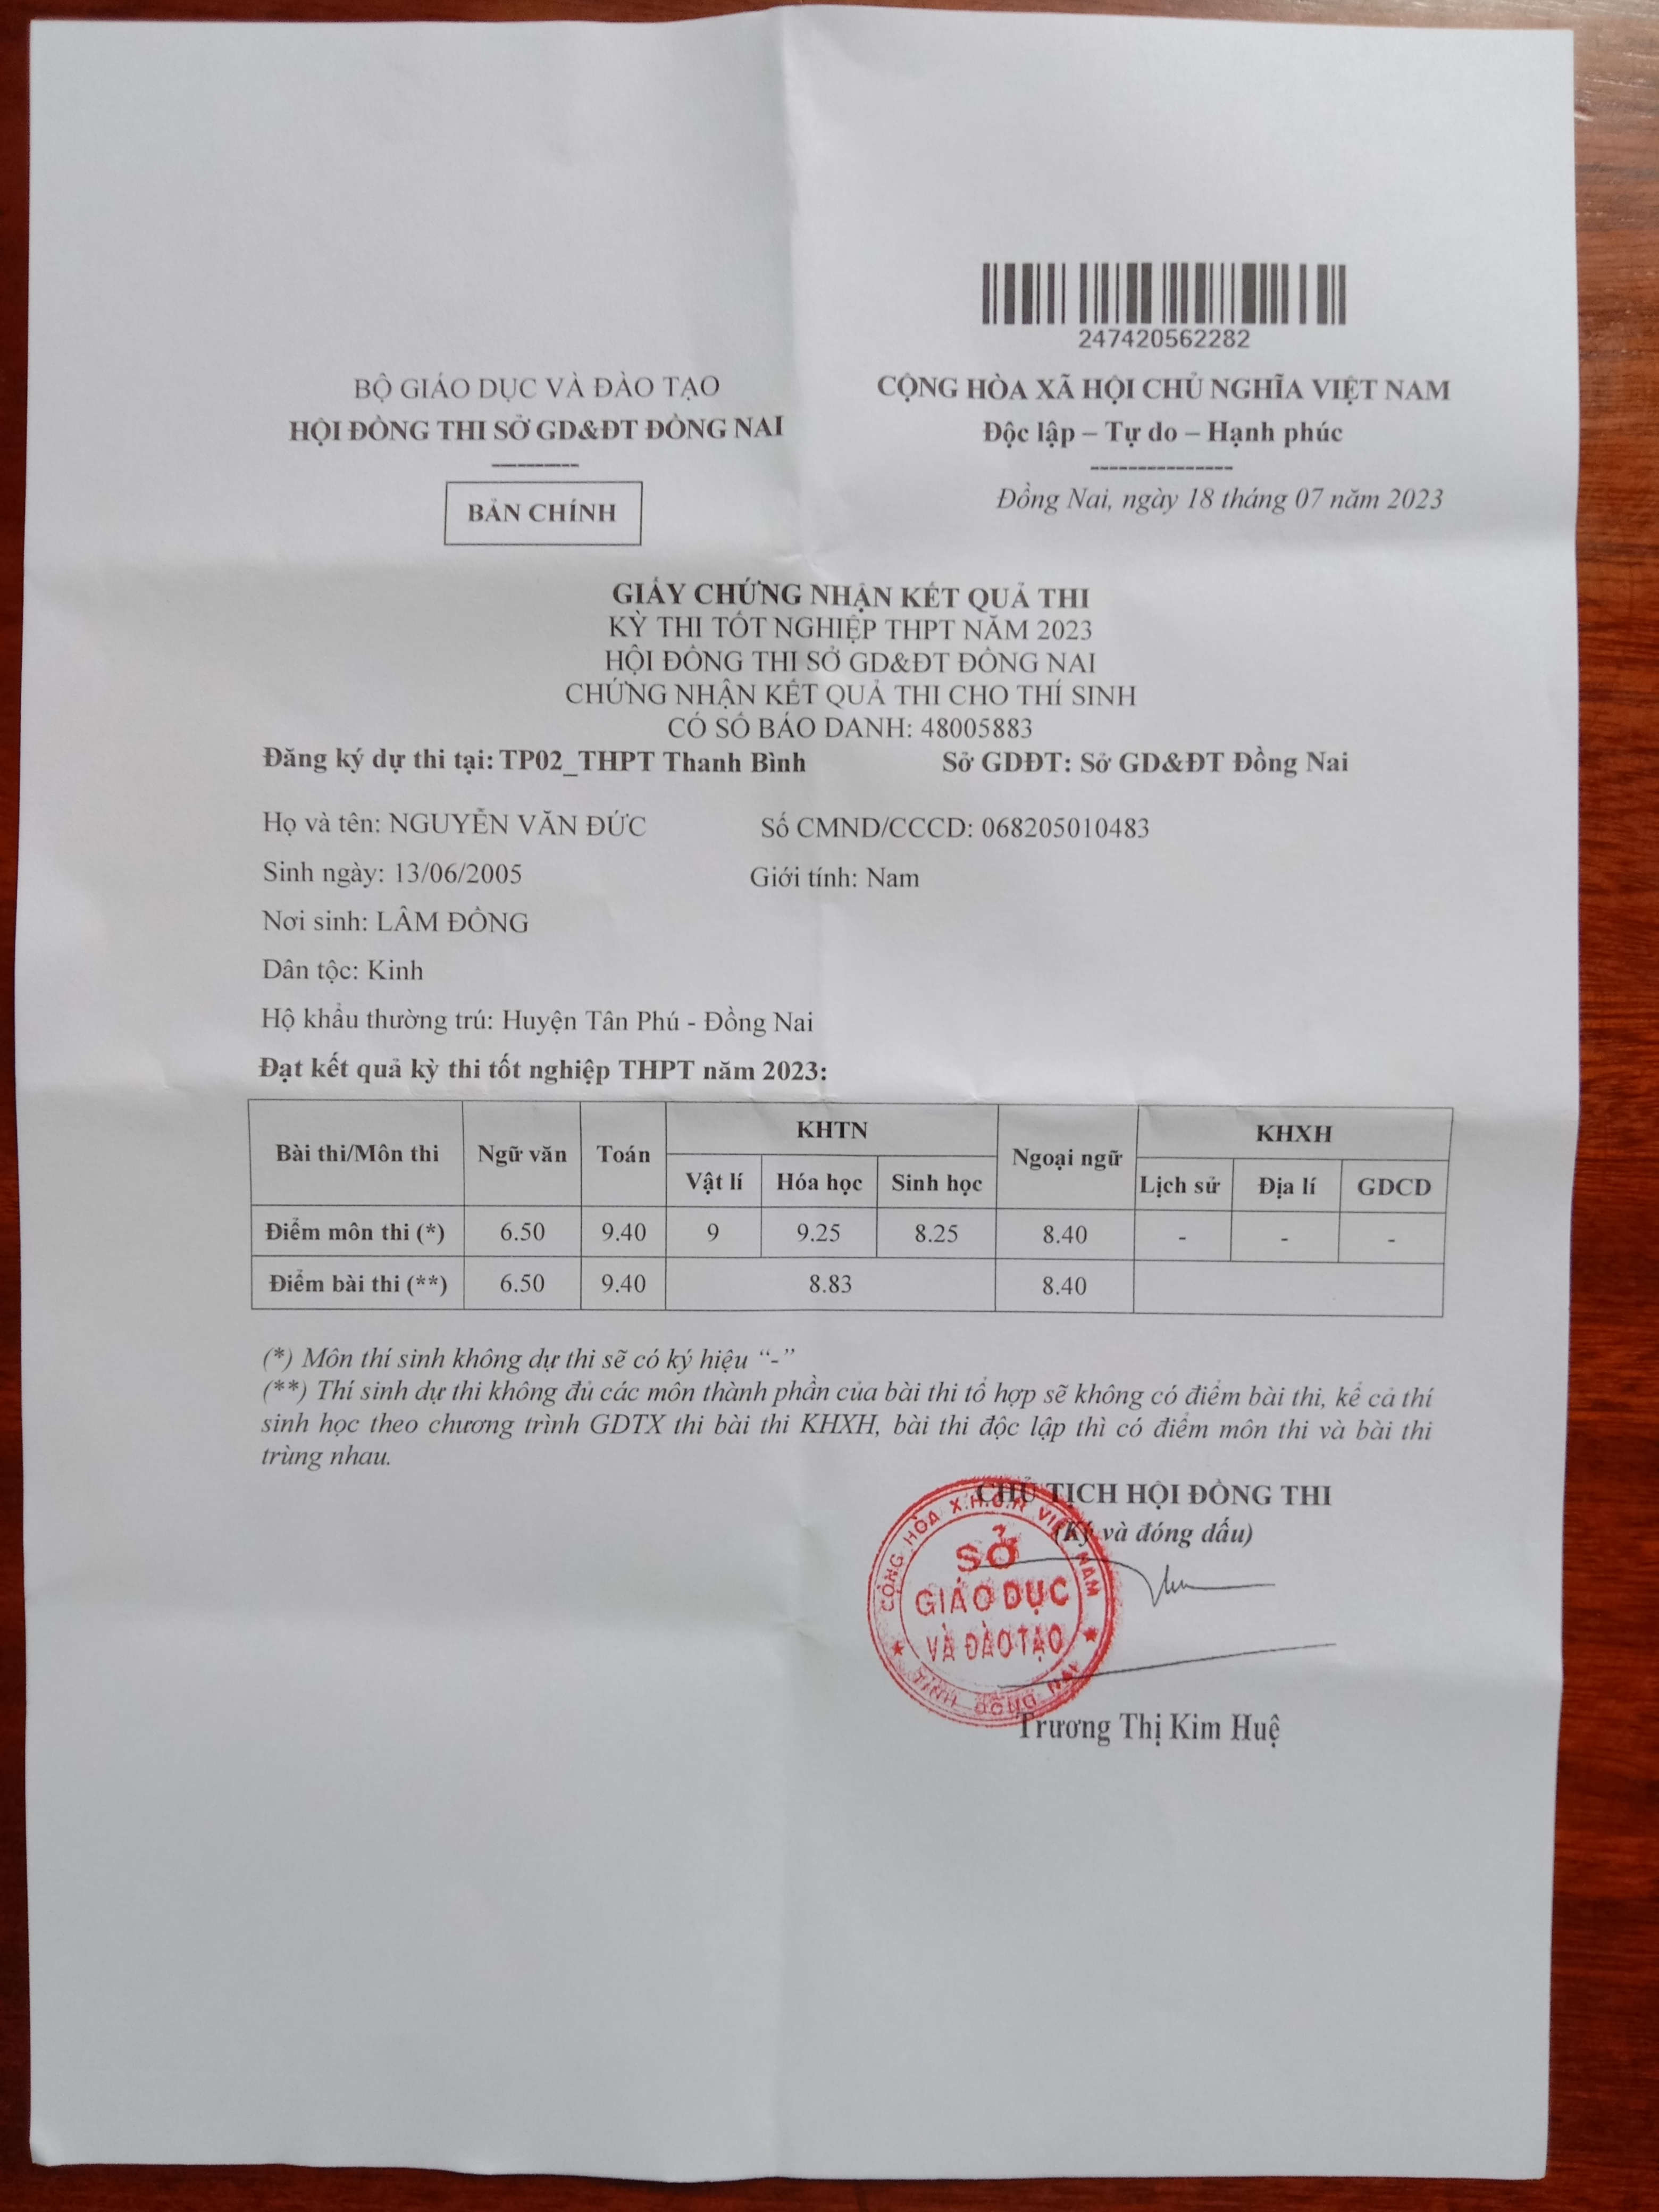 247420562282
BỘ GIÁO DỤC VÀ ĐÀO TẠO
HỘI ĐỒNG THI SỞ GD&ĐT ĐỒNG NAI
BẢN CHÍNH
CỘNG HÒA XÃ HỘI CHỦ NGHĨA VIỆT NAM
Độc lập – Tự do – Hạnh phúc
Đồng Nai, ngày 18 tháng 07 năm 2023
GIẤY CHỨNG NHẬN KẾT QUẢ THI
KỲ THI TỐT NGHIỆP THPT NĂM 2023
HỘI ĐỒNG THI SỞ GD&ĐT ĐỒNG NAI
CHỨNG NHẬN KẾT QUẢ THI CHO THÍ SINH
CÓ SỐ BÁO DANH: 48005883
Đăng ký dự thi tại: TP02_THPT Thanh Bình Sở GDĐT: Sở GD&ĐT Đồng Nai
Họ và tên: NGUYỄN VĂN ĐỨC Số CMND/CCCD: 068205010483
Sinh ngày: 13/06/2005 Giới tính: Nam
Nơi sinh: LÂM ĐỒNG
Dân tộc: Kinh
Hộ khẩu thường trú: Huyện Tân Phú - Đồng Nai
Đạt kết quả kỳ thi tốt nghiệp THPT năm 2023:
Bài thi/Môn thi Ngữ văn Toán KHTN Ngoại ngữ KHXH
Vật lí Hóa học Sinh học Lịch sử Địa lí GDCD
Điểm môn thi (*) 6.50 9.40 9 9.25 8.25 8.40 - - -
Điểm bài thi (**) 6.50 9.40 8.83 8.40
(*) Môn thí sinh không dự thi sẽ có ký hiệu “-”
(**) Thí sinh dự thi không đủ các môn thành phần của bài thi tổ hợp sẽ không có điểm bài thi, kể cả thí
sinh học theo chương trình GDTX thi bài thi KHXH, bài thi độc lập thì có điểm môn thi và bài thi
trùng nhau.
CHỦ TỊCH HỘI ĐỒNG THI
(Ký và đóng dấu)
CỘNG HÒA X.H.C.N VIỆT NAM
SỞ
GIÁO DỤC
VÀ ĐÀO TẠO
TỈNH ĐỒNG NAI
Trương Thị Kim Huệ